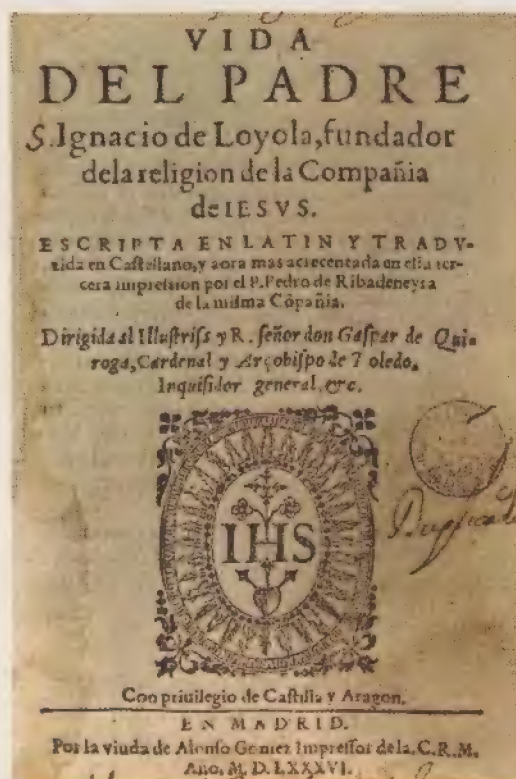 VIDA
DEL PADRE
S. Ignacio de Loyola, fundador
dela religion de la Compañia
de IESVS.
ESCRIPTA EN LATIN Y TRADV-
zida en Castellano, y aora mas acrecentada en esta ter-
cera impression por el P. Pedro de Ribadeneyra
de la misma Cõpañia.
Dirigida al Illustriss y R. señor don Gaspar de Qui-
roga, Cardenal y Arçobispo de Toledo,
Inquisidor general, etc.
IHS
Con priuilegio de Castilla y Aragon.
EN MADRID.
Por la viuda de Alonso Gomez Impressor de la. C.R.M.
Año, M. D. LXXXVI.